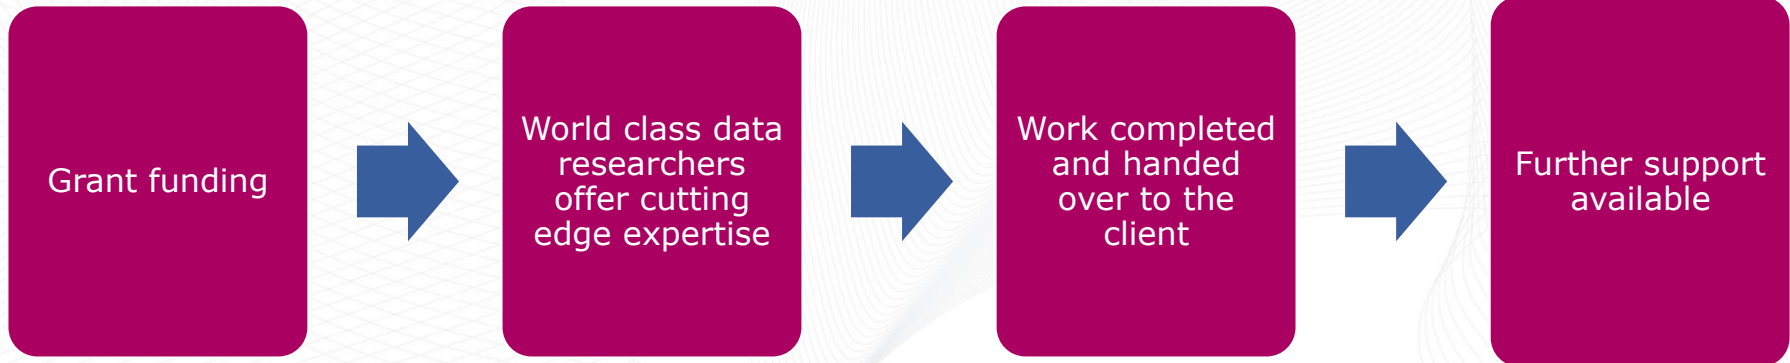 Grant funding
World class data
researchers
offer cutting
edge expertise
Work completed
and handed
over to the
client
Further support
available